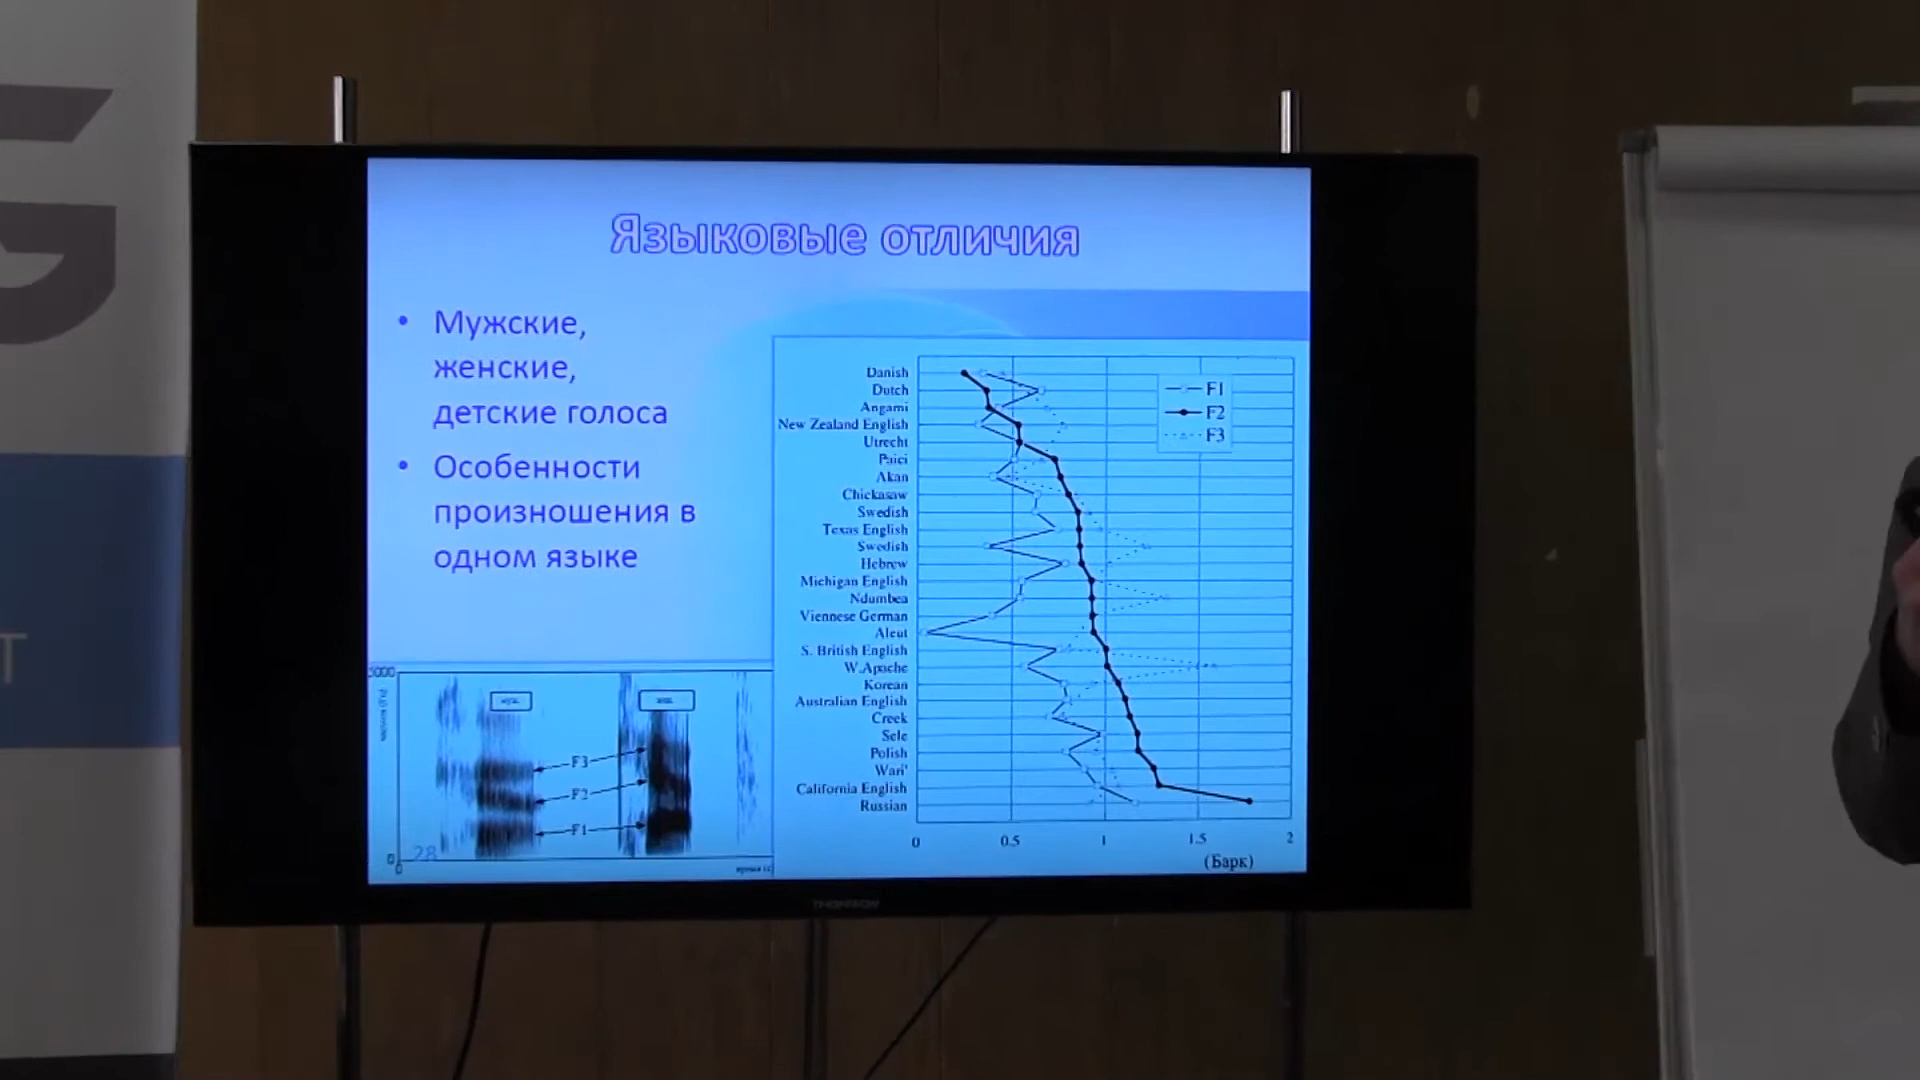 Языковые отличия
• Мужские,
женские,
детские голоса
• Особенности
произношения в
одном языке
Danish
Dutch
Angami
New Zealand English
Utrecht
Paici
Akan
Chickasaw
Swedish
Texas English
Swedish
Hebrew
Michigan English
Ndumbea
Viennese German
Aleut
S. British English
W.Apache
Korean
Australian English
Creek
Sele
Polish
Wari'
California English
Russian
F1
F2
F3
0 0.5 1 1.5 2
(Барк)
F3
F2
F1
0
0
28
THOMSON
G
Т